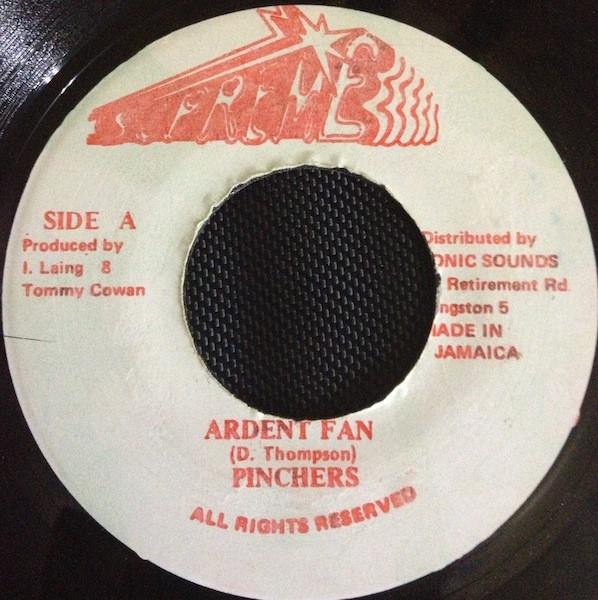 SIDE A
Produced by
I. Laing 8
Tommy Cowan
Distributed by
ONIC SOUNDS
Retirement Rd.
ngston 5
MADE IN
JAMAICA
ARDENT FAN
(D. Thompson)
PINCHERS
ALL RIGHTS RESERVED